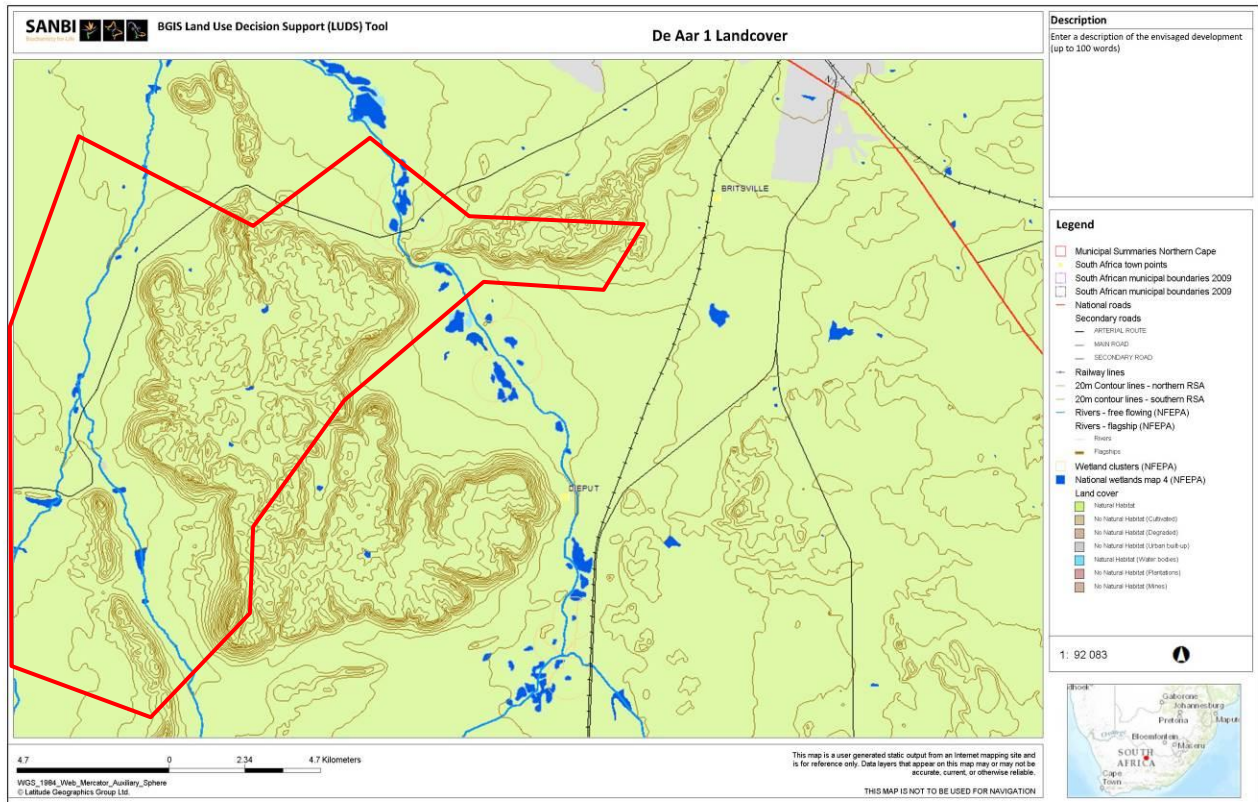 SANBI
Biodiversity for Life
BGIS Land Use Decision Support (LUDS) Tool
De Aar 1 Landcover
Description
Enter a description of the envisaged development
(up to 100 words)
N
BRITSVILLE
DIEPUT
Legend
Municipal Summaries Northern Cape
South Africa town points
South African municipal boundaries 2009
South African municipal boundaries 2009
National roads
Secondary roads
ARTERIAL ROUTE
MAIN ROAD
SECONDARY ROAD
Railway lines
20m Contour lines - northern RSA
20m contour lines - southern RSA
Rivers - free flowing (NFEPA)
Rivers - flagship (NFEPA)
Rivers
Flagships
Wetland clusters (NFEPA)
National wetlands map 4 (NFEPA)
Land cover
Natural Habitat
No Natural Habitat (Cultivated)
No Natural Habitat (Degraded)
No Natural Habitat (Urban built-up)
Natural Habitat (Water bodies)
No Natural Habitat (Plantations)
No Natural Habitat (Mines)
1: 92 083
Gaborone
Johannesburg
Pretoria
Maputo
Bloemfontein
Maseru
SOUTH
AFRICA
Cape
Town
4.7 0 2.34 4.7 Kilometers
WGS_1984_Web_Mercator_Auxiliary_Sphere
© Latitude Geographics Group Ltd.
This map is a user generated static output from an Internet mapping site and
is for reference only. Data layers that appear on this map may or may not be
accurate, current, or otherwise reliable.
THIS MAP IS NOT TO BE USED FOR NAVIGATION